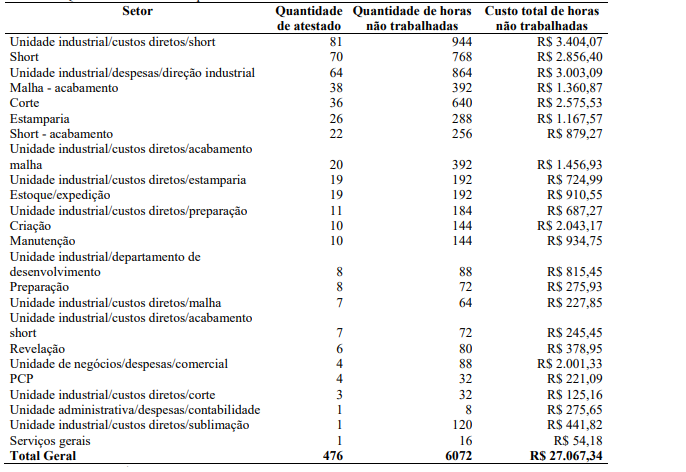 Setor Quantidade de atestado Quantidade de horas não trabalhadas Custo total de horas não trabalhadas
Unidade industrial/custos diretos/short 81 944 R$ 3.404,07
Short 70 768 R$ 2.856,40
Unidade industrial/despesas/direção industrial 64 864 R$ 3.003,09
Malha - acabamento 38 392 R$ 1.360,87
Corte 36 640 R$ 2.575,53
Estamparia 26 288 R$ 1.167,57
Short - acabamento 22 256 R$ 879,27
Unidade industrial/custos diretos/acabamento
malha 20 392 R$ 1.456,93
Unidade industrial/custos diretos/estamparia 19 192 R$ 724,99
Estoque/expedição 19 192 R$ 910,55
Unidade industrial/custos diretos/preparação 11 184 R$ 687,27
Criação 10 144 R$ 2.043,17
Manutenção 10 144 R$ 934,75
Unidade industrial/departamento de
desenvolvimento 8 88 R$ 815,45
Preparação 8 72 R$ 275,93
Unidade industrial/custos diretos/malha 7 64 R$ 227,85
Unidade industrial/custos diretos/acabamento
short 7 72 R$ 245,45
Revelação 6 80 R$ 378,95
Unidade de negócios/despesas/comercial 4 88 R$ 2.001,33
PCP 4 32 R$ 221,09
Unidade industrial/custos diretos/corte 3 32 R$ 125,16
Unidade administrativa/despesas/contabilidade 1 8 R$ 275,65
Unidade industrial/custos diretos/sublimação 1 120 R$ 441,82
Serviços gerais 1 16 R$ 54,18
Total Geral 476 6072 R$ 27.067,34